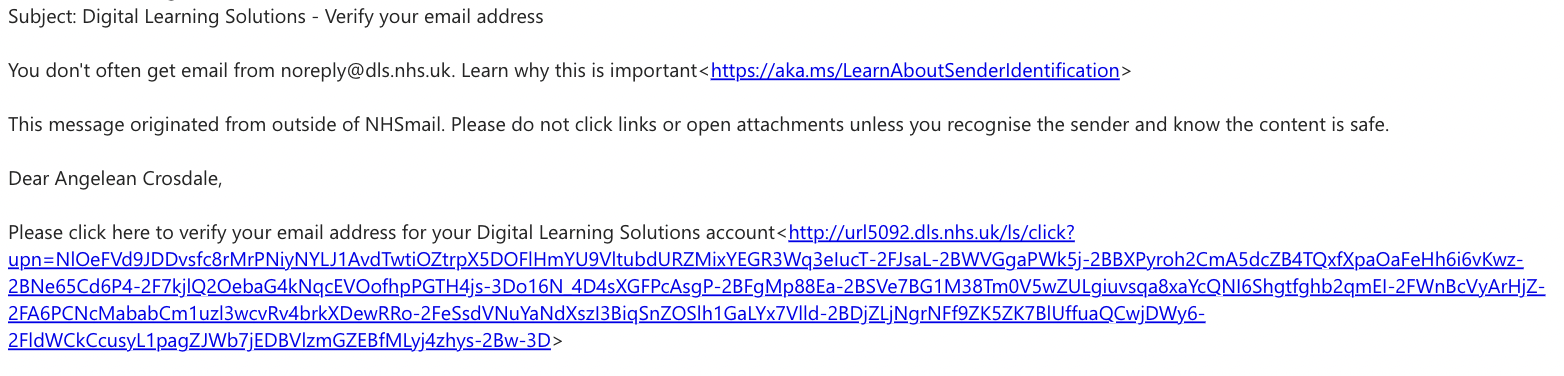 Subject: Digital Learning Solutions - Verify your email address
You don't often get email from noreply@dls.nhs.uk. Learn why this is important<https://aka.ms/LearnAboutSenderIdentification>
This message originated from outside of NHSmail. Please do not click links or open attachments unless you recognise the sender and know the content is safe.
Dear Angelean Crosdale,
Please click here to verify your email address for your Digital Learning Solutions account<http://url5092.dls.nhs.uk/ls/click?
upn=NlOeFVd9JDDvsfc8rMrPNiyNYLJ1AvdTwtiOZtrpX5DOFlHmYU9VltubdURZMixYEGR3Wq3eIucT-2FJsaL-2BWVGgaPWk5j-2BBXPyroh2CmA5dcZB4TQxfXpaOaFeHh6i6vKwz-
2BNe65Cd6P4-2F7kjlQ2OebaG4kNqcEVOofhpPGTH4js-3Do16N_4D4sXGFPcAsgP-2BFgMp88Ea-2BSVe7BG1M38Tm0V5wZULgiuvsqa8xaYcQNI6Shgtfghb2qmEI-2FWnBcVyArHjZ-
2FA6PCNcMababCm1uzl3wcvRv4brkXDewRRo-2FeSsdVNuYaNdXszI3BiqSnZOSlh1GaLYx7Vlld-2BDjZLjNgrNFf9ZK5ZK7BlUffuaQCwjDWy6-
2FldWCkCcusyL1pagZJWb7jEDBVlzmGZEBfMLyj4zhys-2Bw-3D>